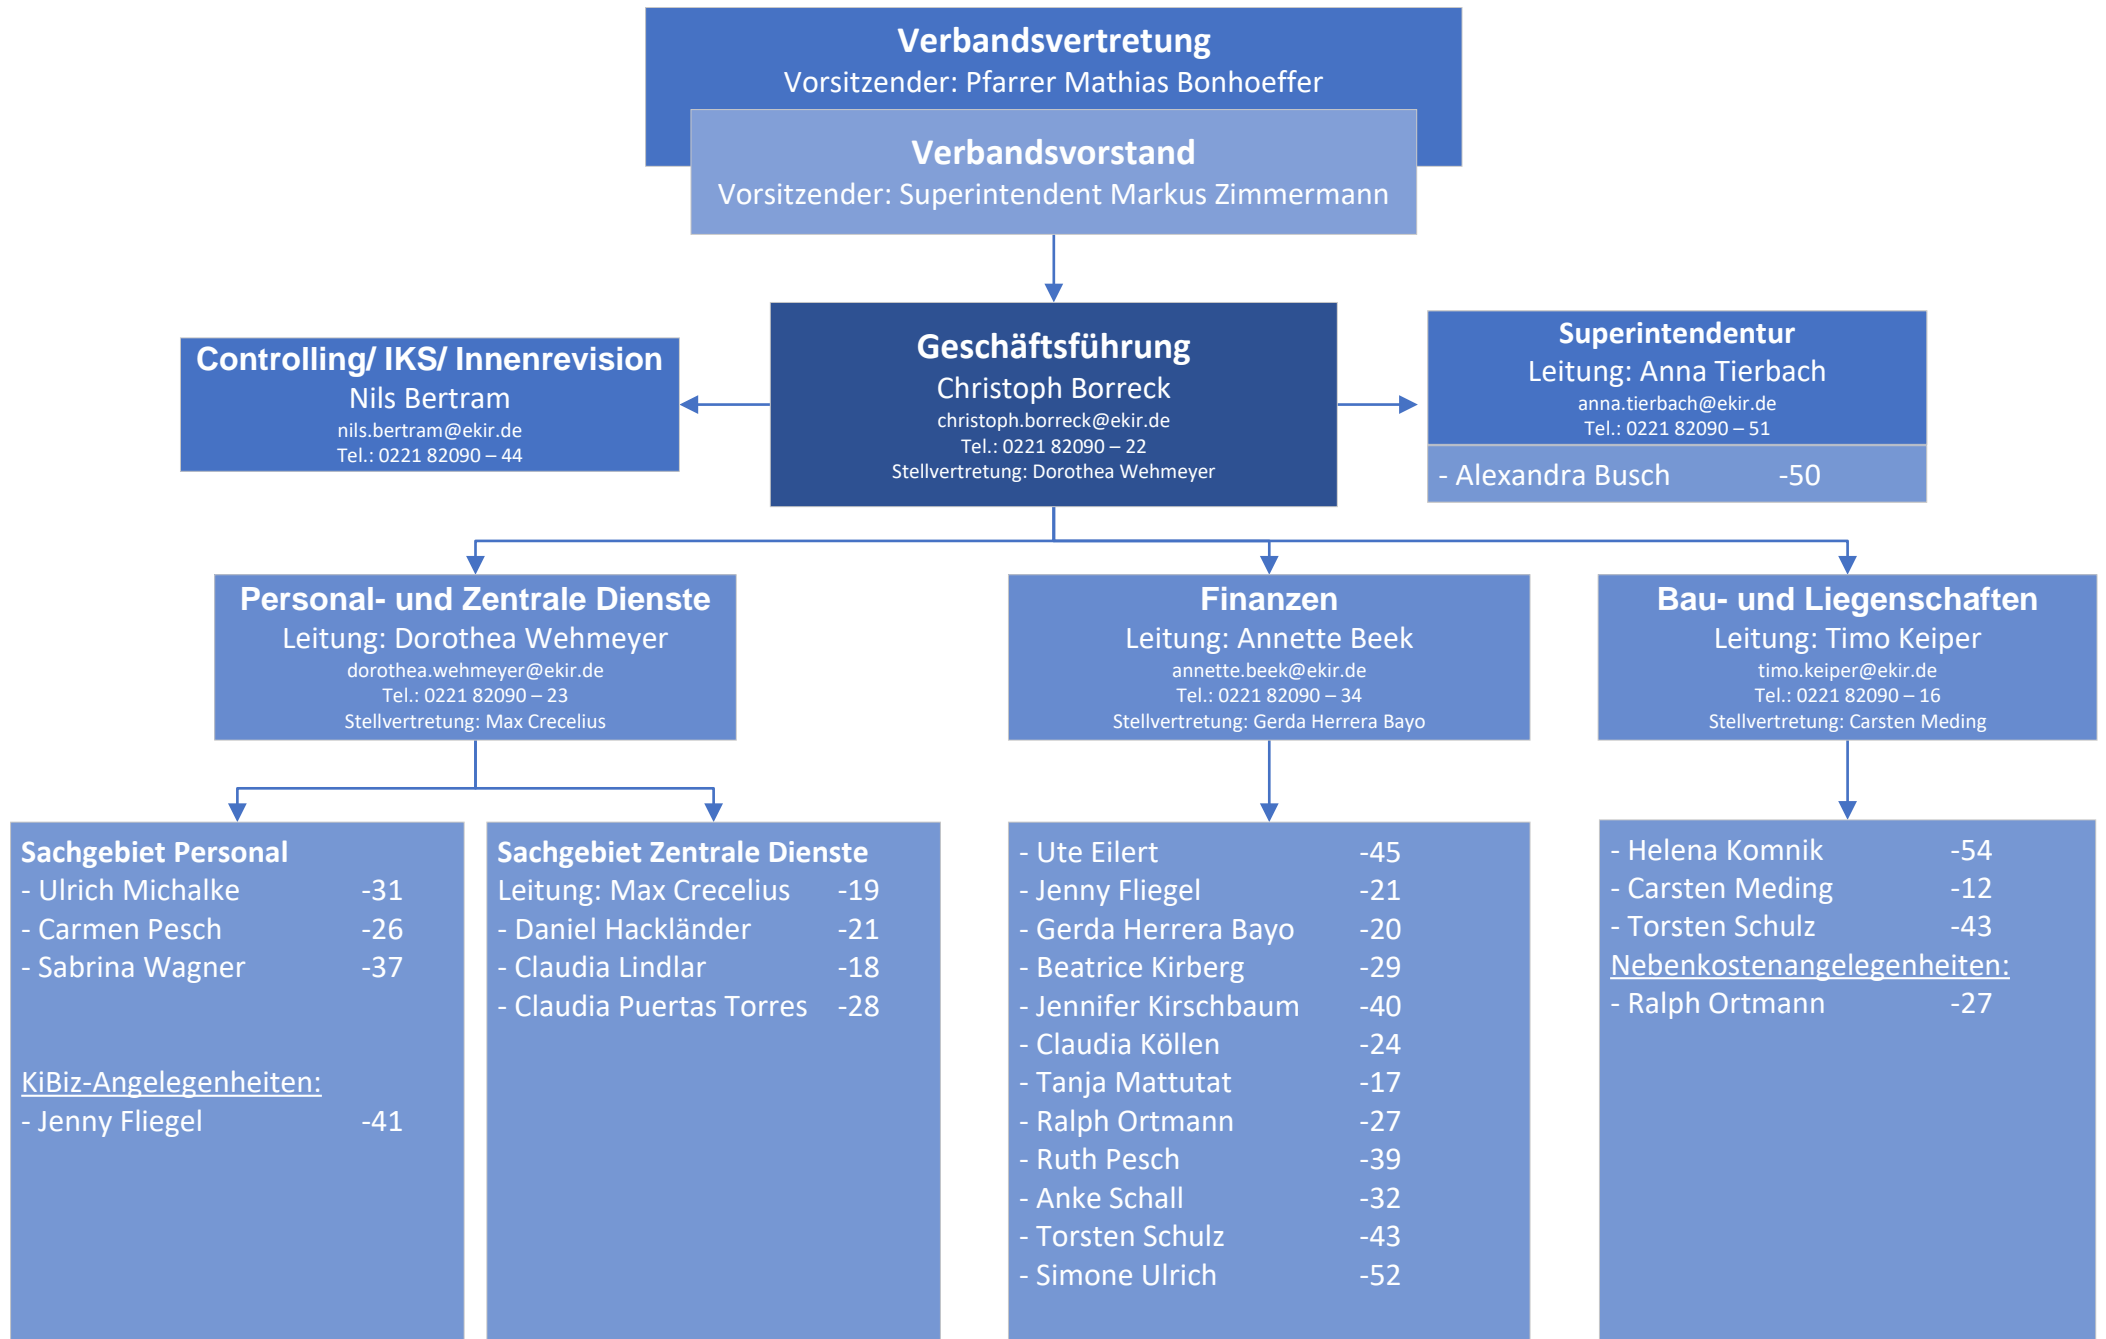 Verbandsvertretung
Vorsitzender: Pfarrer Mathias Bonhoeffer
Verbandsvorstand
Vorsitzender: Superintendent Markus Zimmermann
Controlling/ IKS/ Innenrevision
Nils Bertram
nils.bertram@ekir.de
Tel.: 0221 82090 – 44
Geschäftsführung
Christoph Borreck
christoph.borreck@ekir.de
Tel.: 0221 82090 – 22
Stellvertretung: Dorothea Wehmeyer
Superintendentur
Leitung: Anna Tierbach
anna.tierbach@ekir.de
Tel.: 0221 82090 – 51
- Alexandra Busch -50
Personal- und Zentrale Dienste
Leitung: Dorothea Wehmeyer
dorothea.wehmeyer@ekir.de
Tel.: 0221 82090 – 23
Stellvertretung: Max Crecelius
Finanzen
Leitung: Annette Beek
annette.beek@ekir.de
Tel.: 0221 82090 – 34
Stellvertretung: Gerda Herrera Bayo
Bau- und Liegenschaften
Leitung: Timo Keiper
timo.keiper@ekir.de
Tel.: 0221 82090 – 16
Stellvertretung: Carsten Meding
Sachgebiet Personal
- Ulrich Michalke -31
- Carmen Pesch -26
- Sabrina Wagner -37
KiBiz-Angelegenheiten:
- Jenny Fliegel -41
Sachgebiet Zentrale Dienste
Leitung: Max Crecelius -19
- Daniel Hackländer -21
- Claudia Lindlar -18
- Claudia Puertas Torres -28
- Ute Eilert -45
- Jenny Fliegel -21
- Gerda Herrera Bayo -20
- Beatrice Kirberg -29
- Jennifer Kirschbaum -40
- Claudia Köllen -24
- Tanja Mattutat -17
- Ralph Ortmann -27
- Ruth Pesch -39
- Anke Schall -32
- Torsten Schulz -43
- Simone Ulrich -52
- Helena Komnik -54
- Carsten Meding -12
- Torsten Schulz -43
Nebenkostenangelegenheiten:
- Ralph Ortmann -27